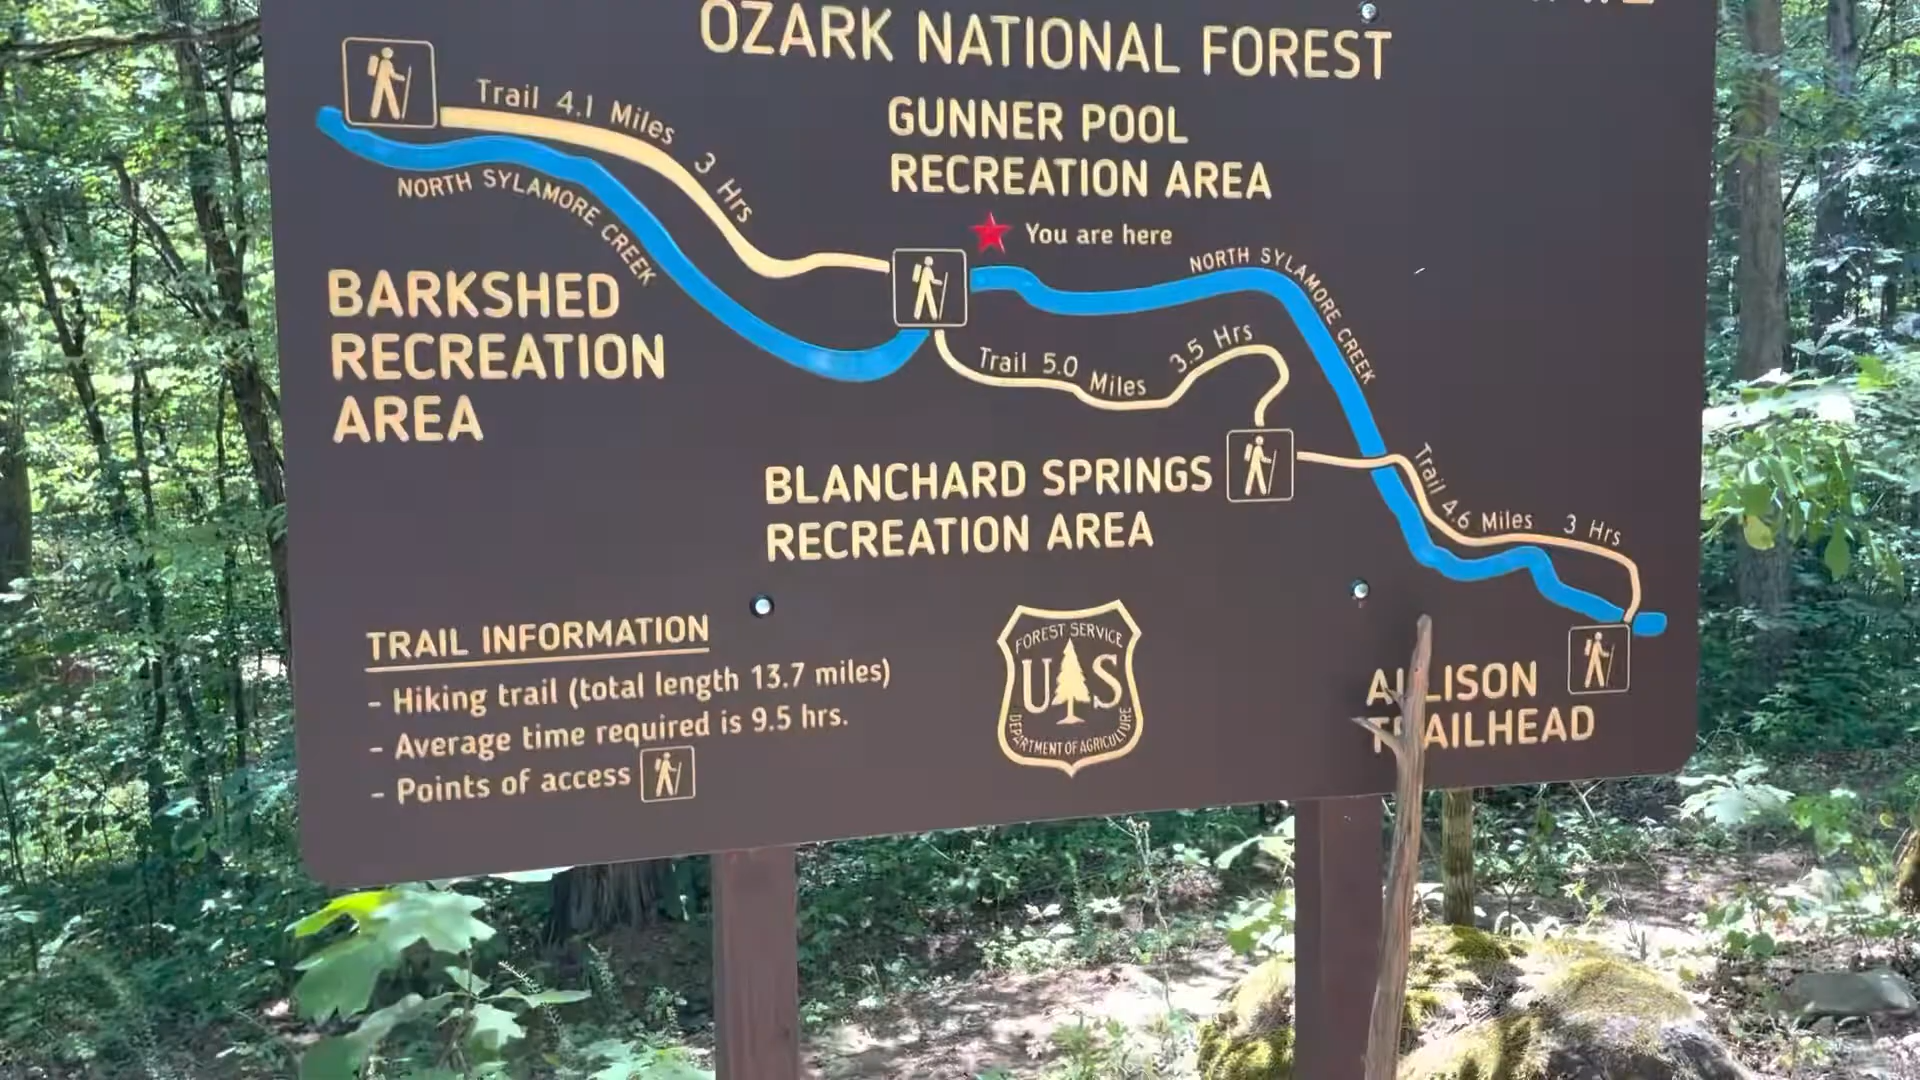 OZARK NATIONAL FOREST
Trail 4.1 Miles 3 Hrs
GUNNER POOL
RECREATION AREA
You are here
NORTH SYLAMORE CREEK
NORTH SYLAMORE CREEK
BARKSHED
RECREATION
AREA
Trail 5.0 Miles 3.5 Hrs
BLANCHARD SPRINGS
RECREATION AREA
Trail 4.6 Miles 3 Hrs
TRAIL INFORMATION
- Hiking trail (total length 13.7 miles)
- Average time required is 9.5 hrs.
- Points of access
FOREST SERVICE
U S
DEPARTMENT OF AGRICULTURE
ALLISON
TRAILHEAD